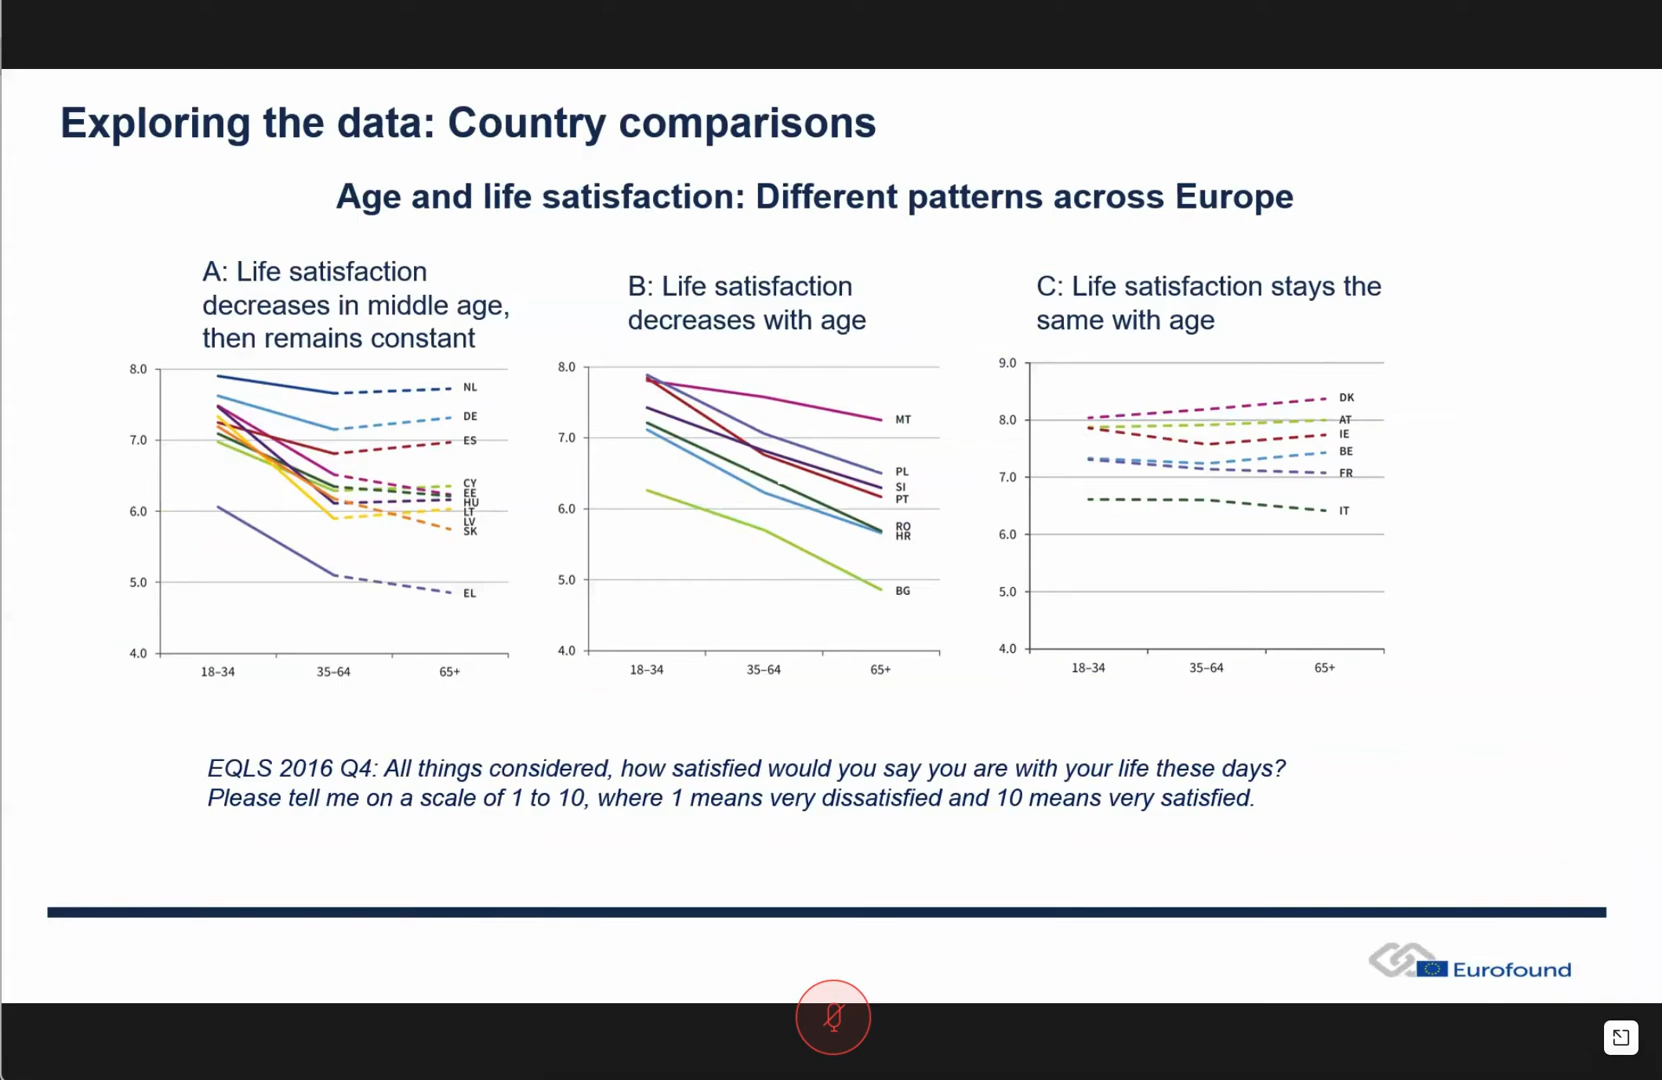 Exploring the data: Country comparisons
Age and life satisfaction: Different patterns across Europe
A: Life satisfaction
decreases in middle age,
then remains constant
8.0
7.0
6.0
5.0
4.0
18–34
35–64
65+
NL
DE
ES
CY
EE
HU
LT
LV
SK
EL
B: Life satisfaction
decreases with age
8.0
7.0
6.0
5.0
4.0
18–34
35–64
65+
MT
PL
SI
PT
RO
HR
BG
C: Life satisfaction stays the
same with age
9.0
8.0
7.0
6.0
5.0
4.0
18–34
35–64
65+
DK
AT
IE
BE
FR
IT
EQLS 2016 Q4: All things considered, how satisfied would you say you are with your life these days?
Please tell me on a scale of 1 to 10, where 1 means very dissatisfied and 10 means very satisfied.
Eurofound